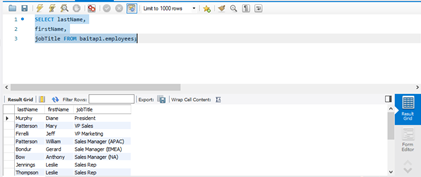 Limit to 1000 rows
1 SELECT lastName,
2 firstName,
3 jobTitle FROM baitap1.employees;
Result Grid Filter Rows: Export: Wrap Cell Content:
lastName firstName jobTitle
Murphy Diane President
Patterson Mary VP Sales
Firrelli Jeff VP Marketing
Patterson William Sales Manager (APAC)
Bondur Gerard Sale Manager (EMEA)
Bow Anthony Sales Manager (NA)
Jennings Leslie Sales Rep
Thompson Leslie Sales Rep
Result
Grid
Form
Editor